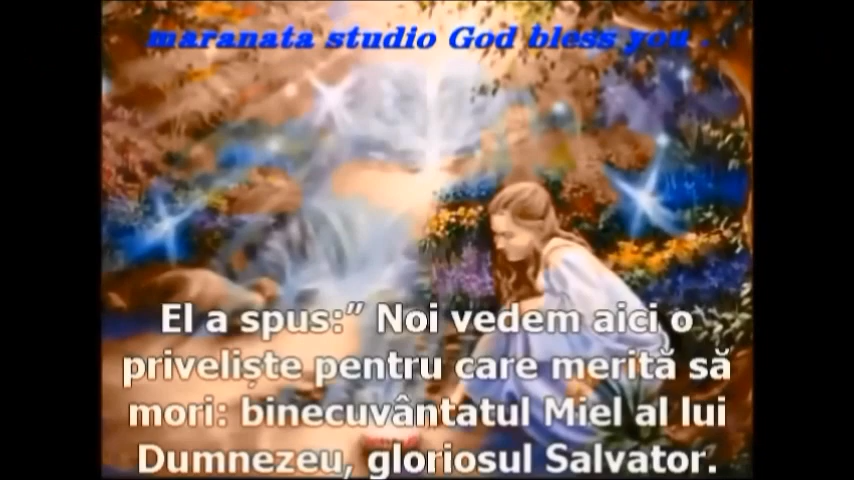 maranata studio God bless you .
El a spus:” Noi vedem aici o
priveliște pentru care merită să
mori: binecuvântatul Miel al lui
Dumnezeu, gloriosul Salvator.